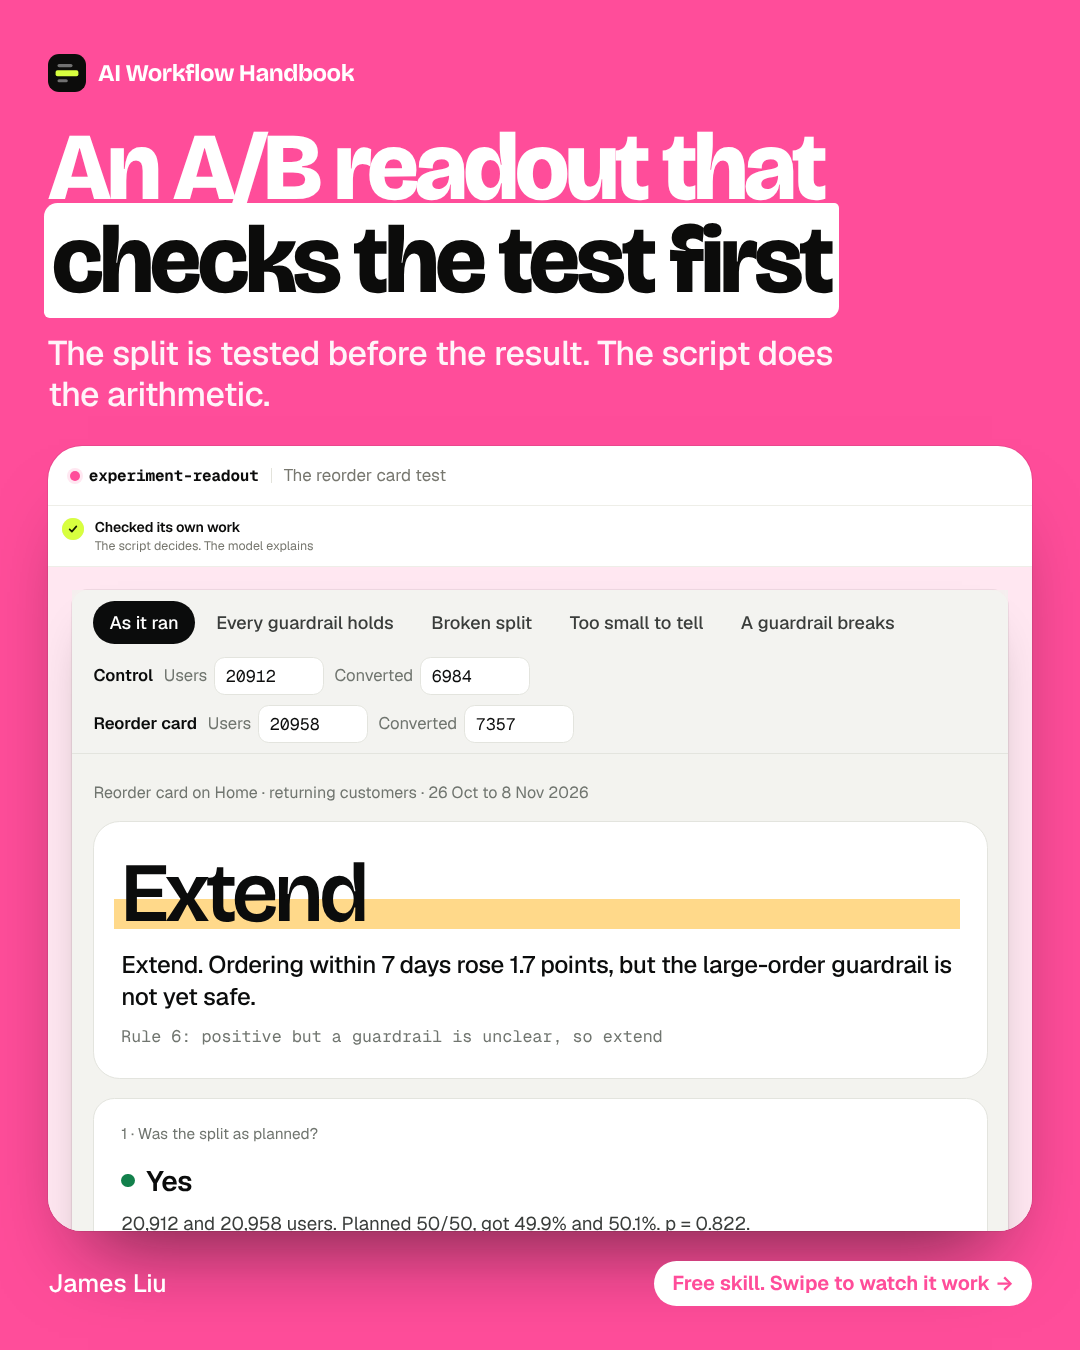 AI Workflow Handbook
An A/B readout that
checks the test first
The split is tested before the result. The script does
the arithmetic.
experiment-readout The reorder card test
Checked its own work
The script decides. The model explains
As it ran Every guardrail holds Broken split Too small to tell A guardrail breaks
Control Users 20912 Converted 6984
Reorder card Users 20958 Converted 7357
Reorder card on Home · returning customers · 26 Oct to 8 Nov 2026
Extend
Extend. Ordering within 7 days rose 1.7 points, but the large-order guardrail is
not yet safe.
Rule 6: positive but a guardrail is unclear, so extend
1 · Was the split as planned?
Yes
20,912 and 20,958 users. Planned 50/50, got 49.9% and 50.1%. p = 0.822.
James Liu
Free skill. Swipe to watch it work →